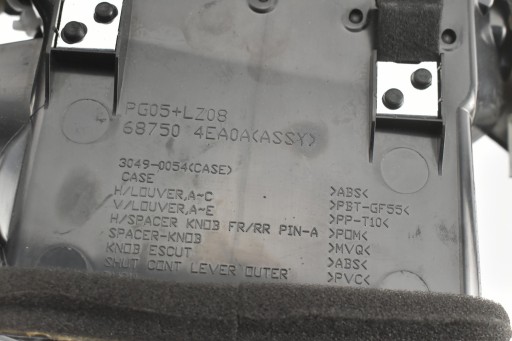 PG05+LZ08
68750 4EA0A(ASSY)
3049-0054(CASE)
CASE >ABS<
H/LOUVER,A-C >PBT-GF55<
V/LOUVER,A~E >PP-T10<
H/SPACER KNOB FR/RR PIN-A >POM<
SPACER-KNOB >MVQ<
KNOB ESCUT >ABS<
SHUT CONT LEVER OUTER >PVC<